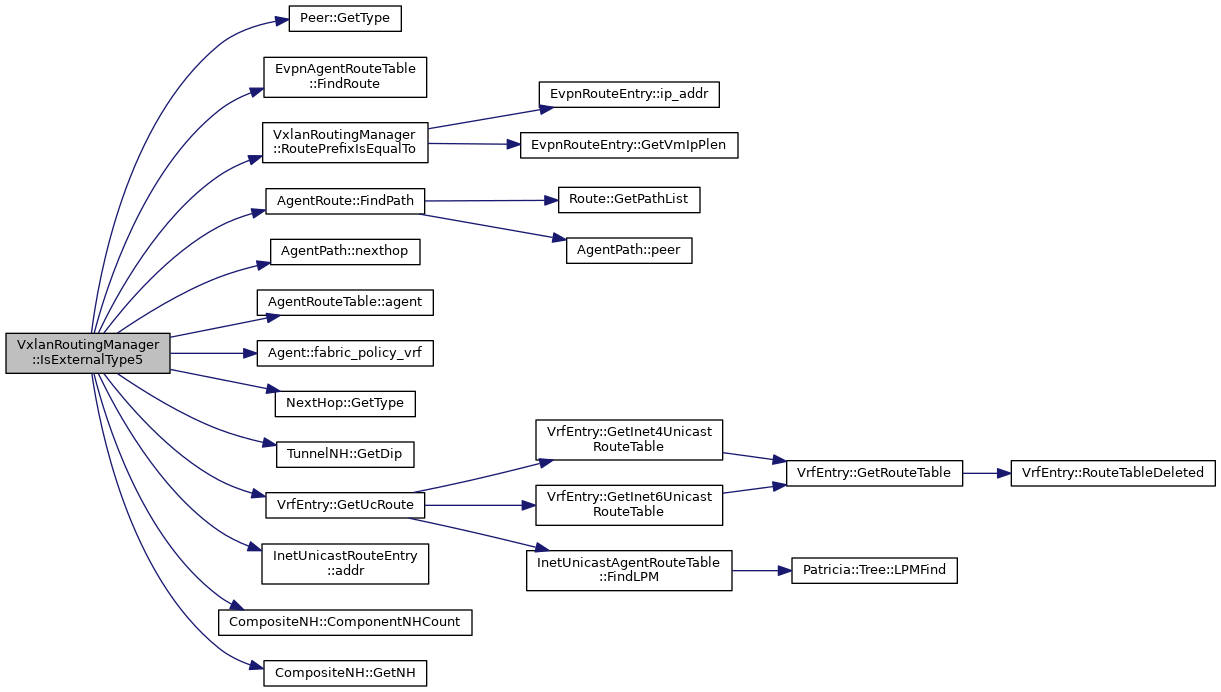 Peer::GetType
EvpnAgentRouteTable
::FindRoute
EvpnRouteEntry::ip_addr
VxlanRoutingManager
::RoutePrefixIsEqualTo
EvpnRouteEntry::GetVmIpPlen
AgentRoute::FindPath
Route::GetPathList
AgentPath::peer
AgentPath::nexthop
AgentRouteTable::agent
VxlanRoutingManager
::IsExternalType5
Agent::fabric_policy_vrf
NextHop::GetType
TunnelNH::GetDip
VrfEntry::GetInet4Unicast
RouteTable
VrfEntry::GetRouteTable
VrfEntry::RouteTableDeleted
VrfEntry::GetUcRoute
VrfEntry::GetInet6Unicast
RouteTable
InetUnicastRouteEntry
::addr
InetUnicastAgentRouteTable
::FindLPM
Patricia::Tree::LPMFind
CompositeNH::ComponentNHCount
CompositeNH::GetNH